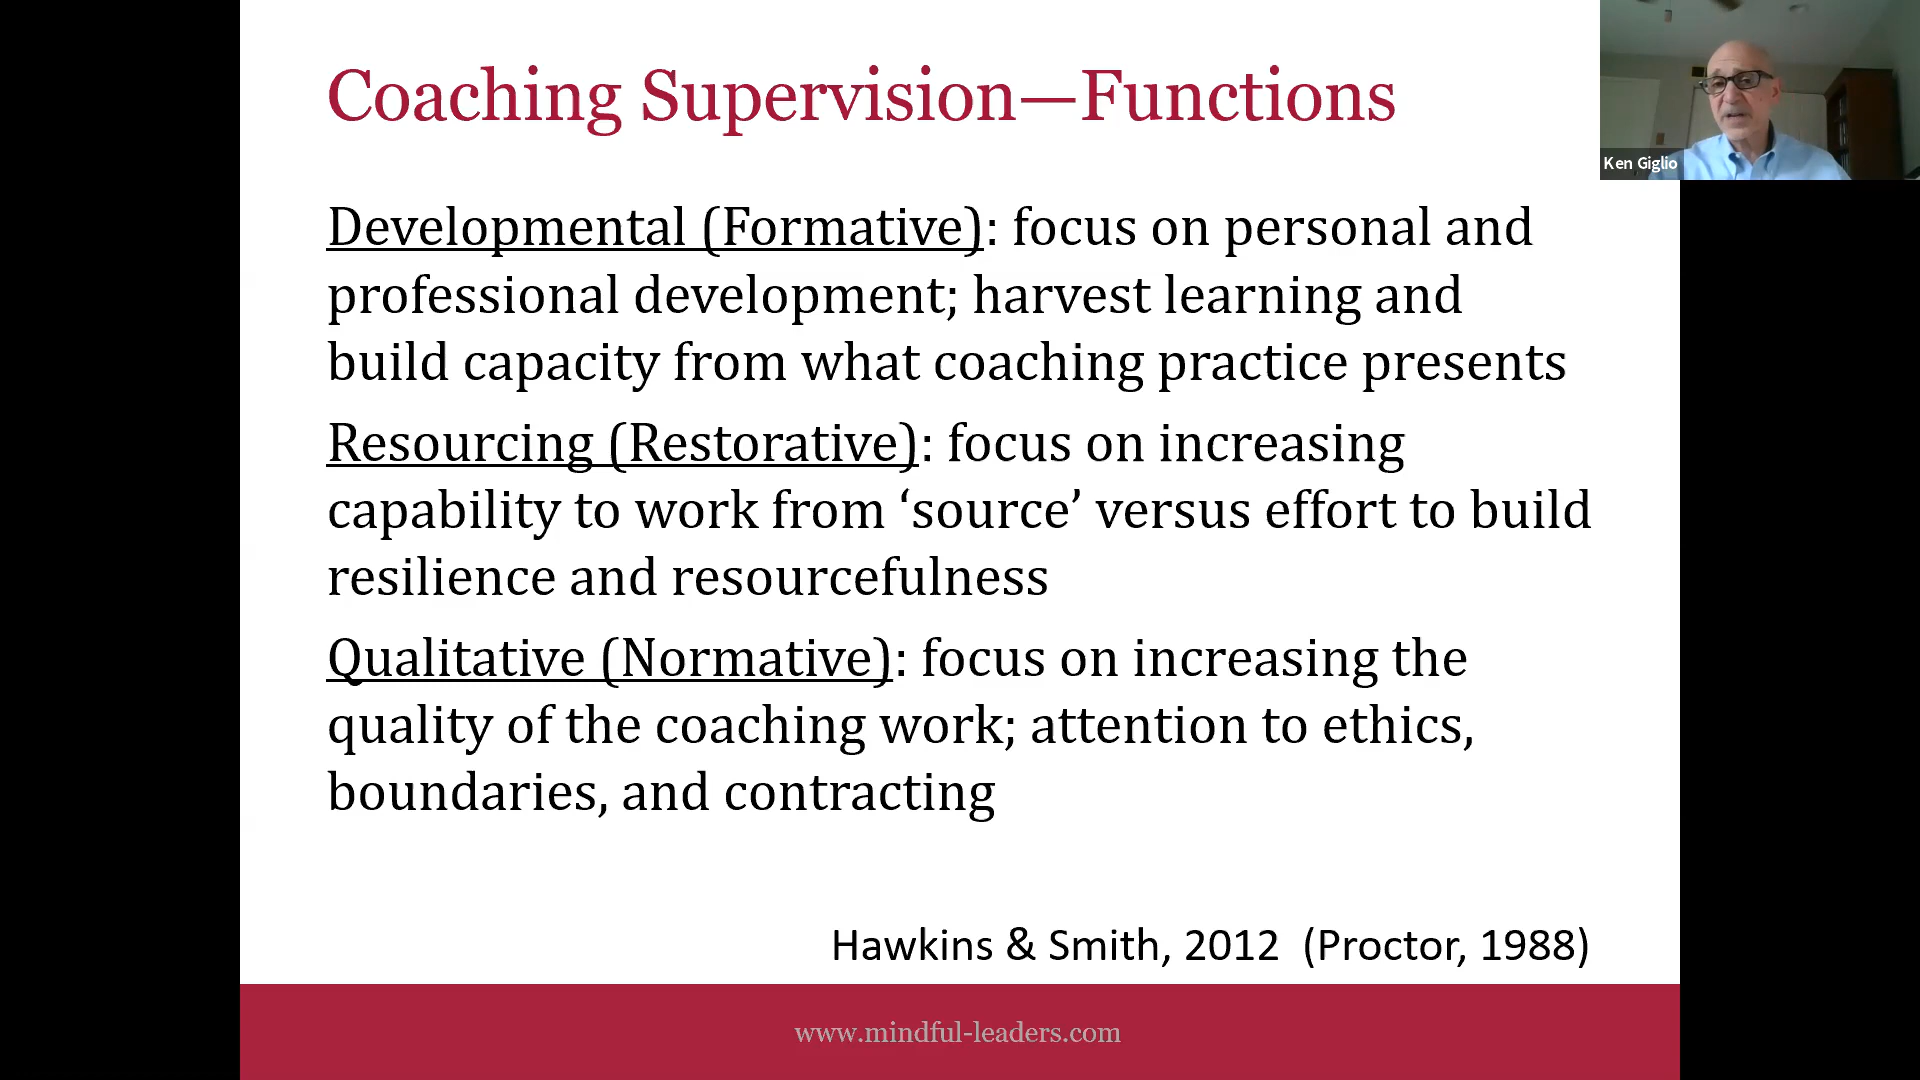 Coaching Supervision—Functions
Ken Giglio
Developmental (Formative): focus on personal and
professional development; harvest learning and
build capacity from what coaching practice presents
Resourcing (Restorative): focus on increasing
capability to work from ‘source’ versus effort to build
resilience and resourcefulness
Qualitative (Normative): focus on increasing the
quality of the coaching work; attention to ethics,
boundaries, and contracting
Hawkins & Smith, 2012  (Proctor, 1988)
www.mindful-leaders.com